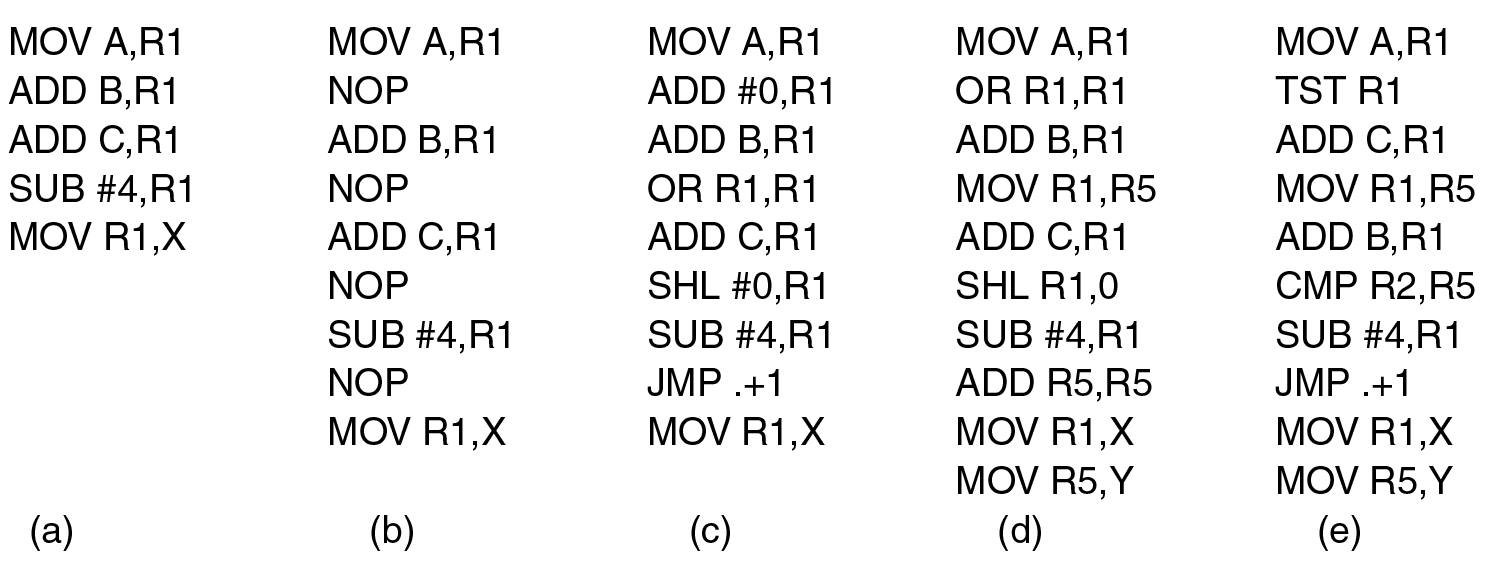 MOV A,R1 MOV A,R1 MOV A,R1 MOV A,R1 MOV A,R1
ADD B,R1 NOP ADD #0,R1 OR R1,R1 TST R1
ADD C,R1 ADD B,R1 ADD B,R1 ADD B,R1 ADD C,R1
SUB #4,R1 NOP OR R1,R1 MOV R1,R5 MOV R1,R5
MOV R1,X ADD C,R1 ADD C,R1 ADD C,R1 ADD B,R1
NOP SHL #0,R1 SHL R1,0 CMP R2,R5
SUB #4,R1 SUB #4,R1 SUB #4,R1 SUB #4,R1
NOP JMP .+1 ADD R5,R5 JMP .+1
MOV R1,X MOV R1,X MOV R1,X MOV R1,X
MOV R5,Y MOV R5,Y
(a) (b) (c) (d) (e)